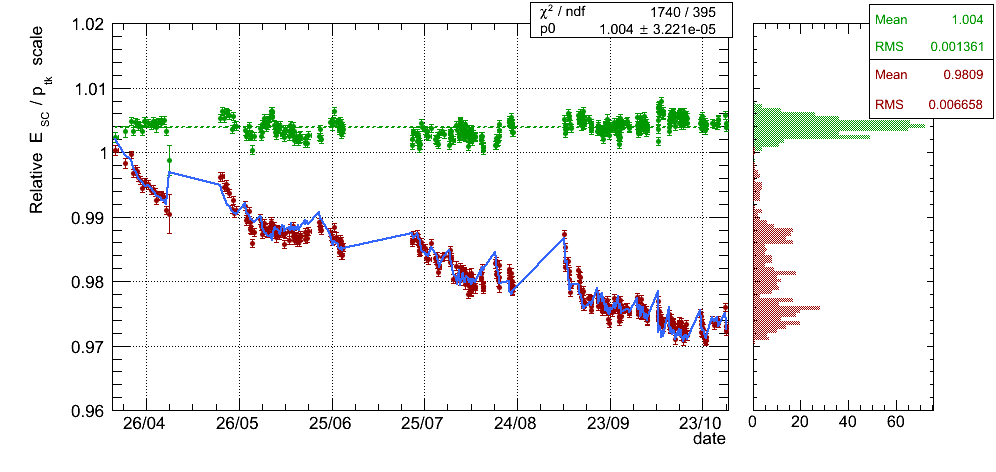 χ² / ndf 1740 / 395
p0 1.004 ± 3.221e-05
Mean 1.004
RMS 0.001361
Mean 0.9809
RMS 0.006658
Relative E SC / p tk scale
1.02
1.01
1
0.99
0.98
0.97
0.96
26/04 26/05 25/06 25/07 24/08 23/09 23/10
date
0 20 40 60